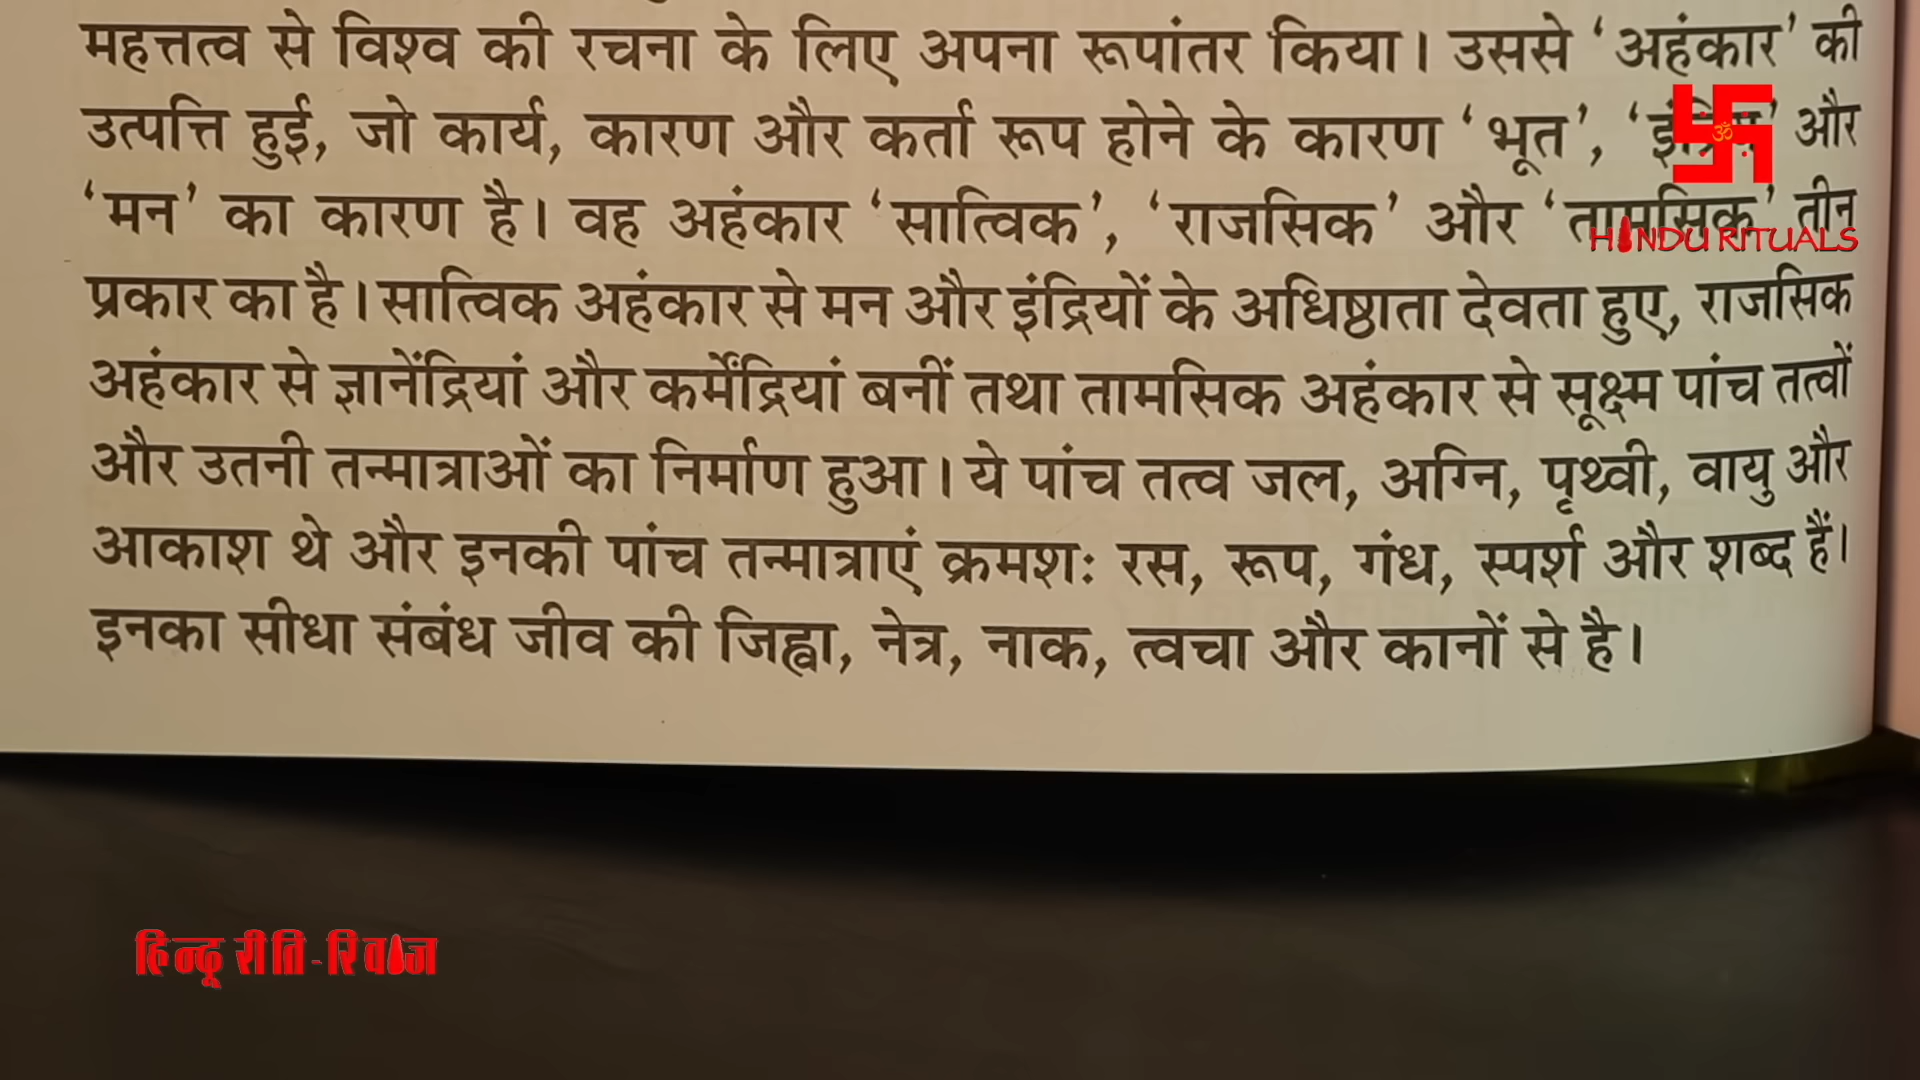 महत्तत्व से विश्व की रचना के लिए अपना रूपांतर किया। उससे ‘अहंकार’ की
उत्पत्ति हुई, जो कार्य, कारण और कर्ता रूप होने के कारण ‘भूत’, और
‘मन’ का कारण है। वह अहंकार ‘सात्विक’, ‘राजसिक’ और ‘तामसिक’ तीन
HINDU RITUALS
प्रकार का है। सात्विक अहंकार से मन और इंद्रियों के अधिष्ठाता देवता हुए, राजसिक
अहंकार से ज्ञानेंद्रियां और कर्मेंद्रियां बनीं तथा तामसिक अहंकार से सूक्ष्म पांच तत्वों
और उतनी तन्मात्राओं का निर्माण हुआ। ये पांच तत्व जल, अग्नि, पृथ्वी, वायु और
आकाश थे और इनकी पांच तन्मात्राएं क्रमशः रस, रूप, गंध, स्पर्श और शब्द हैं।
इनका सीधा संबंध जीव की जिह्वा, नेत्र, नाक, त्वचा और कानों से है।
हिन्दू रीति-रिवाज